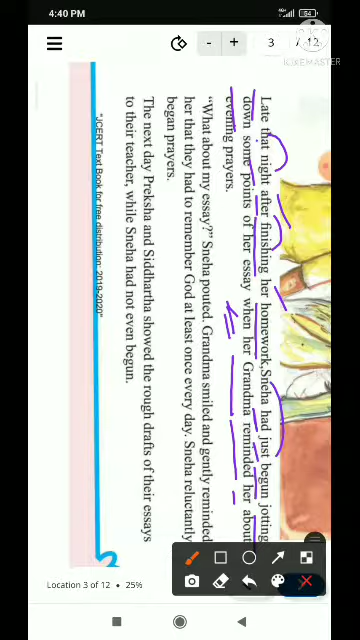 4:40 PM
3
/ 12
KINEMASTER
Late that night after finishing her homework, Sneha had just begun jotting
down some points of her essay when her Grandma reminded her about
evening prayers.
"What about my essay?" Sneha pouted. Grandma smiled and gently reminded
her that they had to remember God at least once every day. Sneha reluctantly
began prayers.
The next day Preksha and Siddhartha showed the rough drafts of their essays
to their teacher, while Sneha had not even begun.
"JCERT Text Book for free distribution: 2019-2020"
Location 3 of 12 • 25%